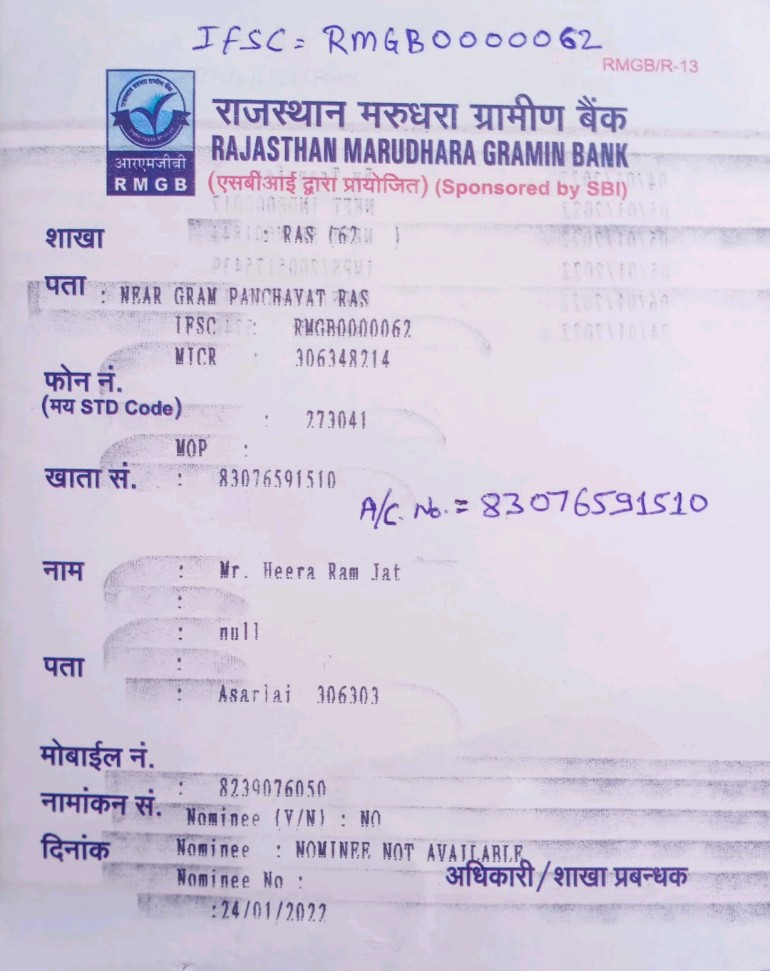 IFSC = RMGB0000062
RMGB/R-13
राजस्थान मरुधरा ग्रामीण बैंक
RAJASTHAN MARUDHARA GRAMIN BANK
आरएमजीबी
RMGB
(एसबीआई द्वारा प्रायोजित) (Sponsored by SBI)
शाखा : RAS (62 )
पता : NEAR GRAM PANCHAYAT RAS
IFSC : RMGB0000062
MICR : 306348214
फोन नं.
(मय STD Code) : 273041
MOP :
खाता सं. : 83076591510
A/C. No. = 83076591510
नाम : Mr. Heera Ram Jat
:
: null
पता :
: Asarlai 306303
मोबाईल नं. : 8239076050
नामांकन सं. Nominee (Y/N) : NO
दिनांक Nominee : NOMINEE NOT AVAILABLE
Nominee No :
अधिकारी/शाखा प्रबन्धक
:24/01/2022